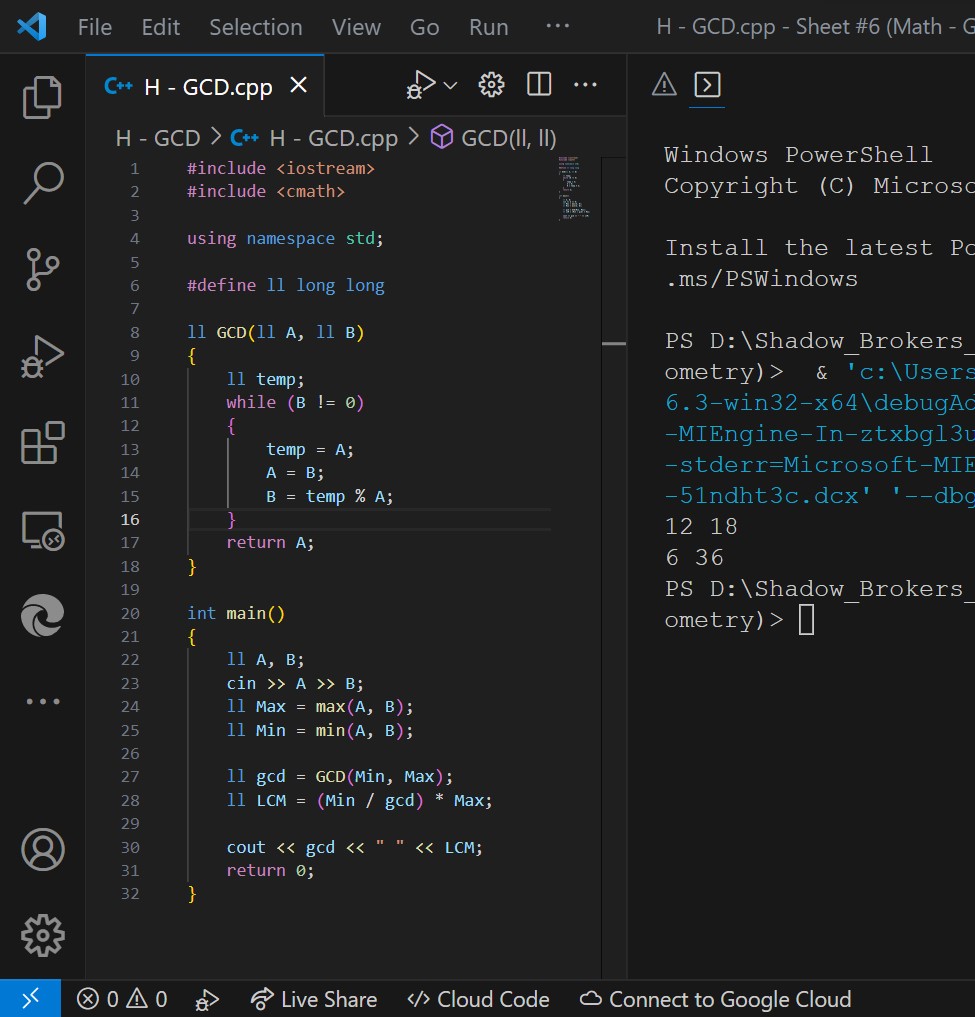 File Edit Selection View Go Run ··· H - GCD.cpp - Sheet #6 (Math - G
C++ H - GCD.cpp
H - GCD > C++ H - GCD.cpp > GCD(ll, ll)
1 #include <iostream>
2 #include <cmath>
3
4 using namespace std;
5
6 #define ll long long
7
8 ll GCD(ll A, ll B)
9 {
10 ll temp;
11 while (B != 0)
12 {
13 temp = A;
14 A = B;
15 B = temp % A;
16 }
17 return A;
18 }
19
20 int main()
21 {
22 ll A, B;
23 cin >> A >> B;
24 ll Max = max(A, B);
25 ll Min = min(A, B);
26
27 ll gcd = GCD(Min, Max);
28 ll LCM = (Min / gcd) * Max;
29
30 cout << gcd << " " << LCM;
31 return 0;
32 }
Windows PowerShell
Copyright (C) Microso
Install the latest Po
.ms/PSWindows
PS D:\Shadow_Brokers_
ometry)> & 'c:\Users
6.3-win32-x64\debugAd
-MIEngine-In-ztxbgl3u
-stderr=Microsoft-MIE
-51ndht3c.dcx' '--dbg
12 18
6 36
PS D:\Shadow_Brokers_
ometry)>
0 0 Live Share </> Cloud Code Connect to Google Cloud